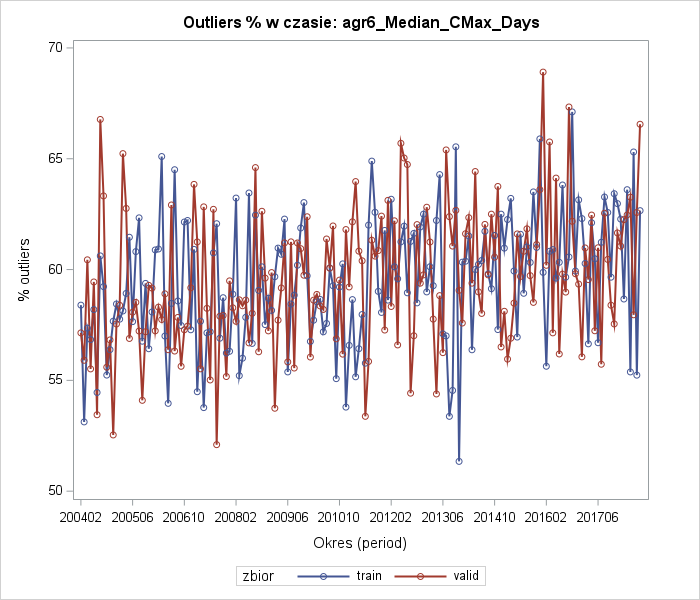 Outliers % w czasie: agr6_Median_CMax_Days
70
65
60
55
50
% outliers
200402 200506 200610 200802 200906 201010 201202 201306 201410 201602 201706
Okres (period)
zbior train valid